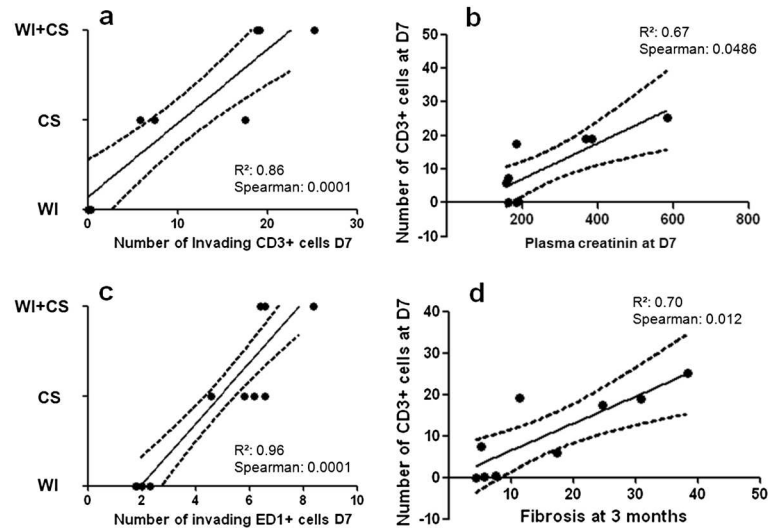 a
WI+CS
CS
WI
R²: 0.86
Spearman: 0.0001
0 10 20 30
Number of Invading CD3+ cells D7
b
Number of CD3+ cells at D7
50
40
30
20
10
0
-10
R²: 0.67
Spearman: 0.0486
200 400 600 800
Plasma creatinin at D7
c
WI+CS
CS
WI
R²: 0.96
Spearman: 0.0001
0 2 4 6 8 10
Number of invading ED1+ cells D7
d
Number of CD3+ cells at D7
50
40
30
20
10
0
-10
R²: 0.70
Spearman: 0.012
10 20 30 40 50
Fibrosis at 3 months